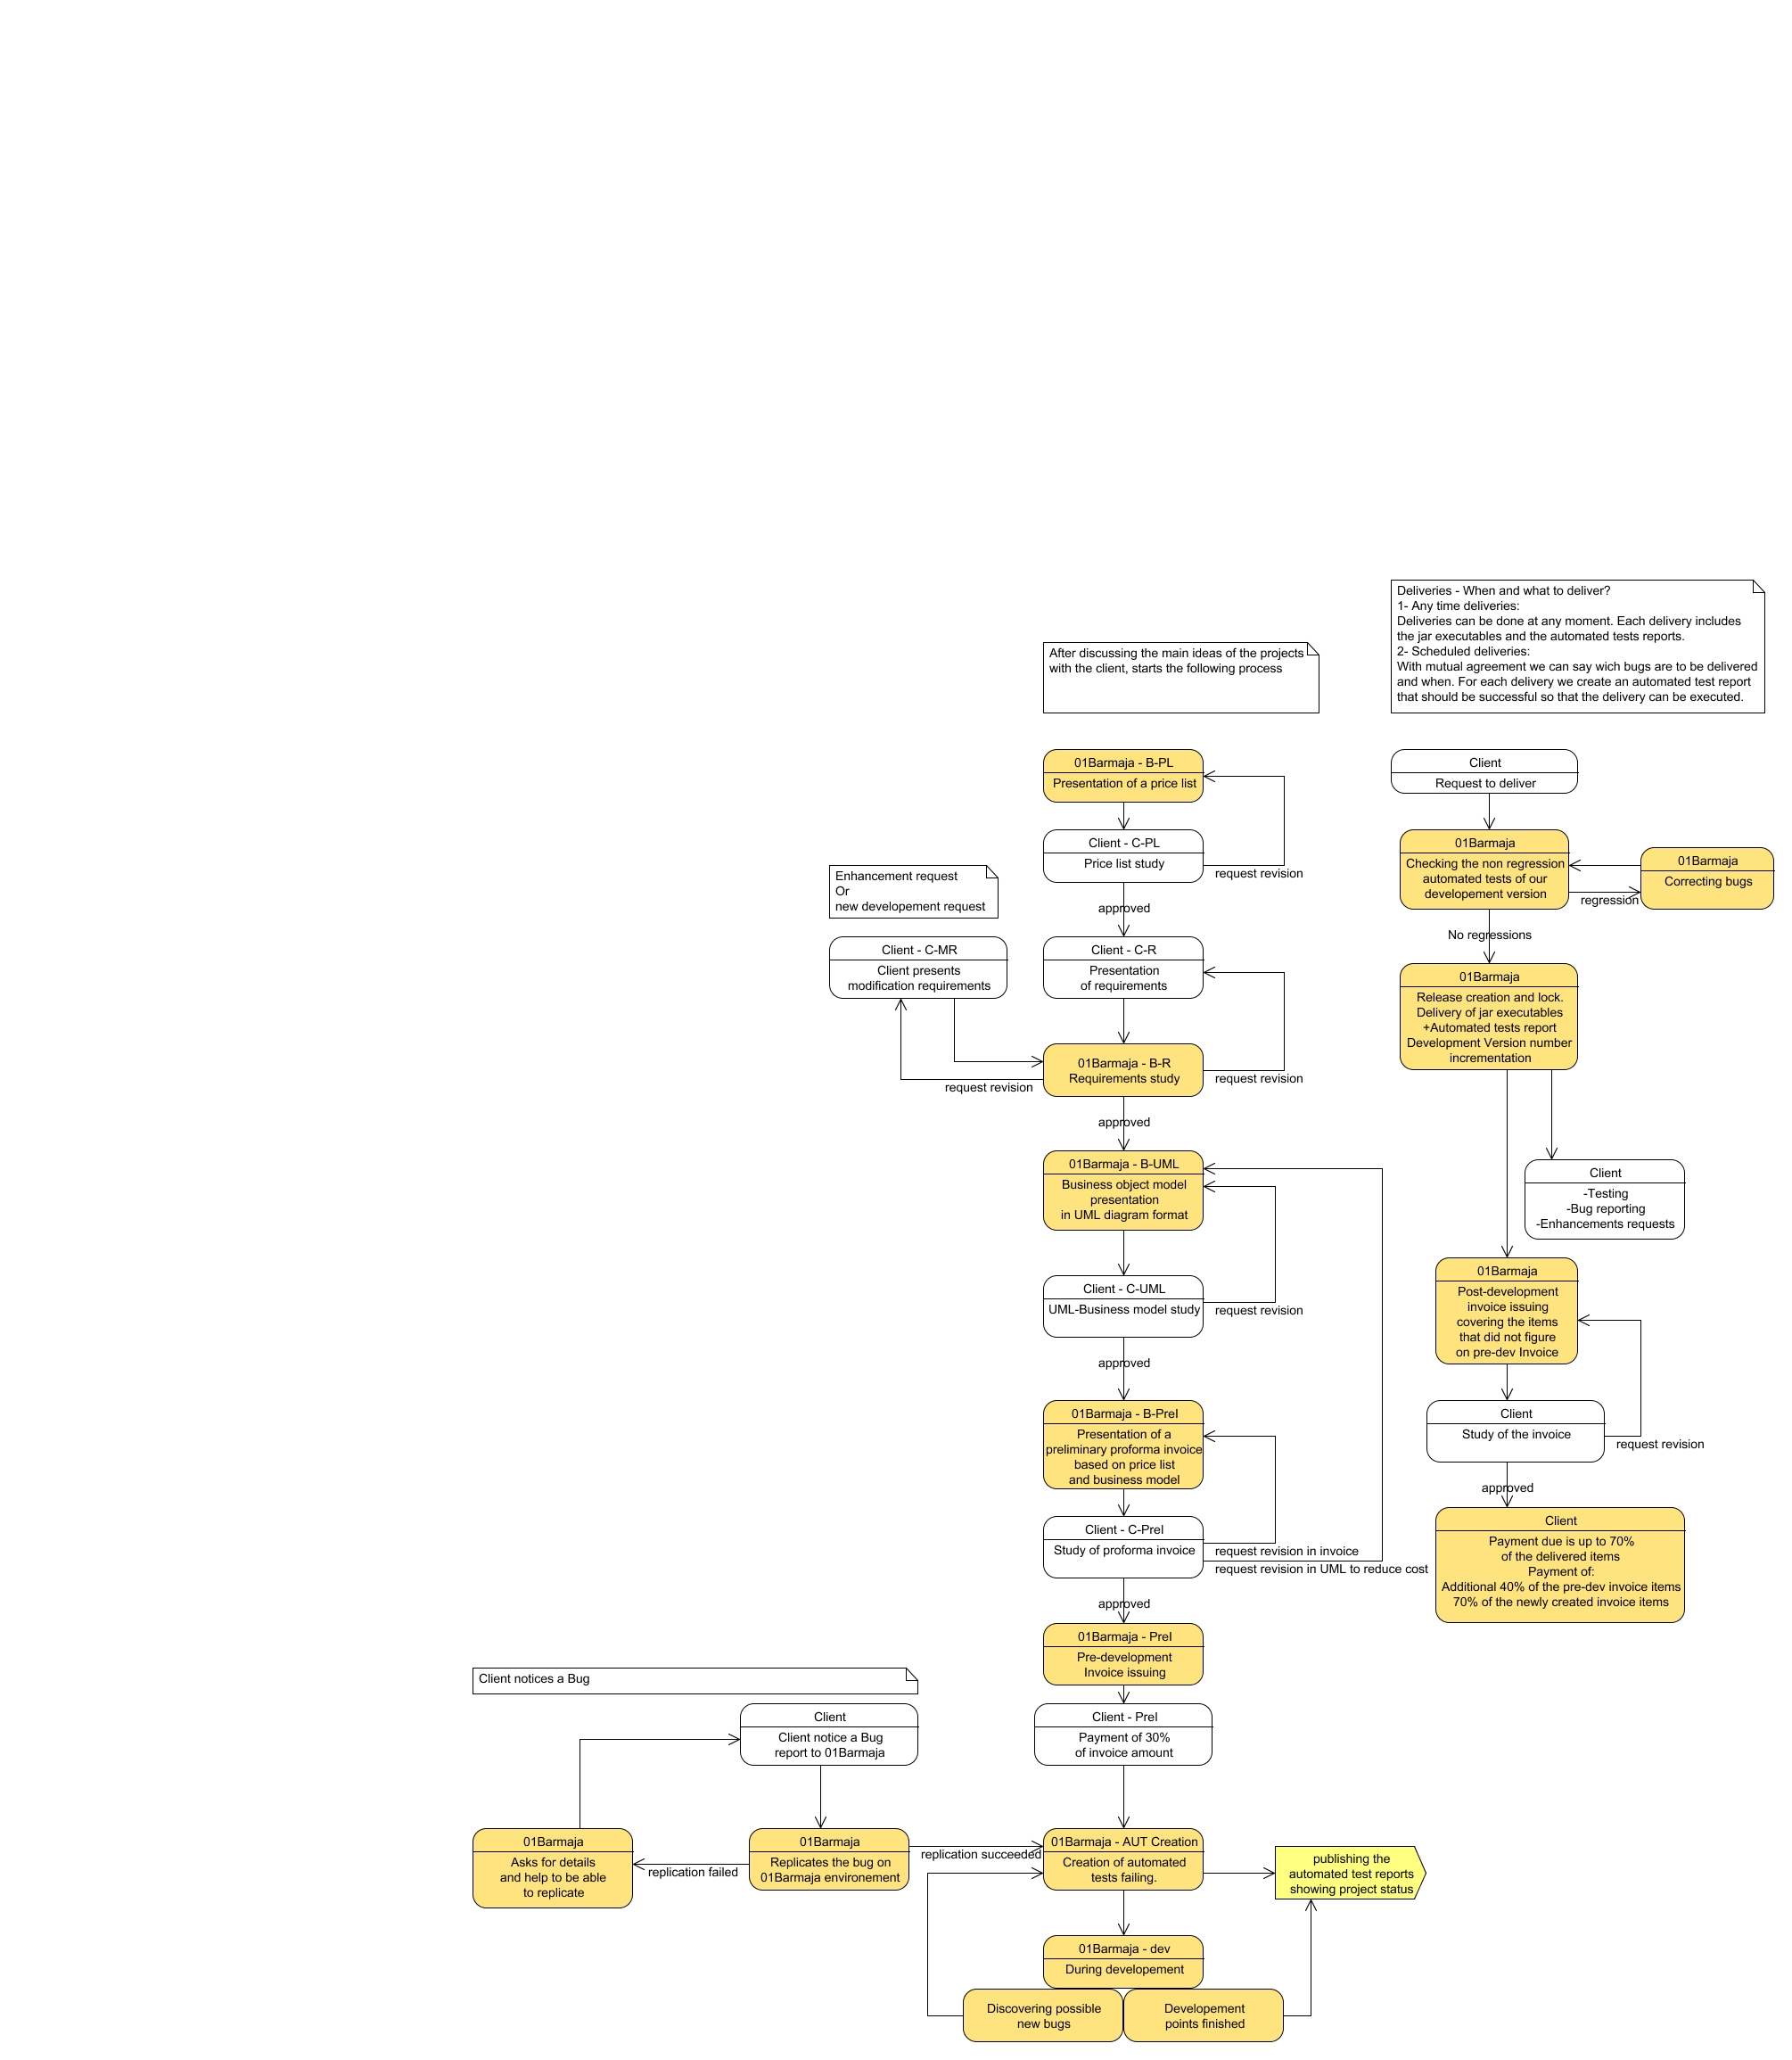 Deliveries - When and what to deliver?
1- Any time deliveries:
Deliveries can be done at any moment. Each delivery includes
the jar executables and the automated tests reports.
2- Scheduled deliveries:
With mutual agreement we can say wich bugs are to be delivered
and when. For each delivery we create an automated test report
that should be successful so that the delivery can be executed.
After discussing the main ideas of the projects
with the client, starts the following process
01Barmaja - B-PL
Presentation of a price list
Client - C-PL
Price list study
request revision
approved
Enhancement request
Or
new developement request
Client - C-MR
Client presents
modification requirements
Client - C-R
Presentation
of requirements
01Barmaja - B-R
Requirements study
request revision
request revision
approved
01Barmaja - B-UML
Business object model
presentation
in UML diagram format
Client - C-UML
UML-Business model study
request revision
approved
01Barmaja - B-PreI
Presentation of a
preliminary proforma invoice
based on price list
and business model
Client - C-PreI
Study of proforma invoice
request revision in invoice
request revision in UML to reduce cost
approved
01Barmaja - PreI
Pre-development
Invoice issuing
Client - PreI
Payment of 30%
of invoice amount
Client notices a Bug
Client
Client notice a Bug
report to 01Barmaja
01Barmaja
Asks for details
and help to be able
to replicate
replication failed
01Barmaja
Replicates the bug on
01Barmaja environement
replication succeeded
01Barmaja - AUT Creation
Creation of automated
tests failing.
publishing the
automated test reports
showing project status
01Barmaja - dev
During developement
Discovering possible
new bugs
Developement
points finished
Client
Request to deliver
01Barmaja
Checking the non regression
automated tests of our
developement version
01Barmaja
Correcting bugs
regression
No regressions
01Barmaja
Release creation and lock.
Delivery of jar executables
+Automated tests report
Development Version number
incrementation
Client
-Testing
-Bug reporting
-Enhancements requests
01Barmaja
Post-development
invoice issuing
covering the items
that did not figure
on pre-dev Invoice
Client
Study of the invoice
request revision
approved
Client
Payment due is up to 70%
of the delivered items
Payment of:
Additional 40% of the pre-dev invoice items
70% of the newly created invoice items